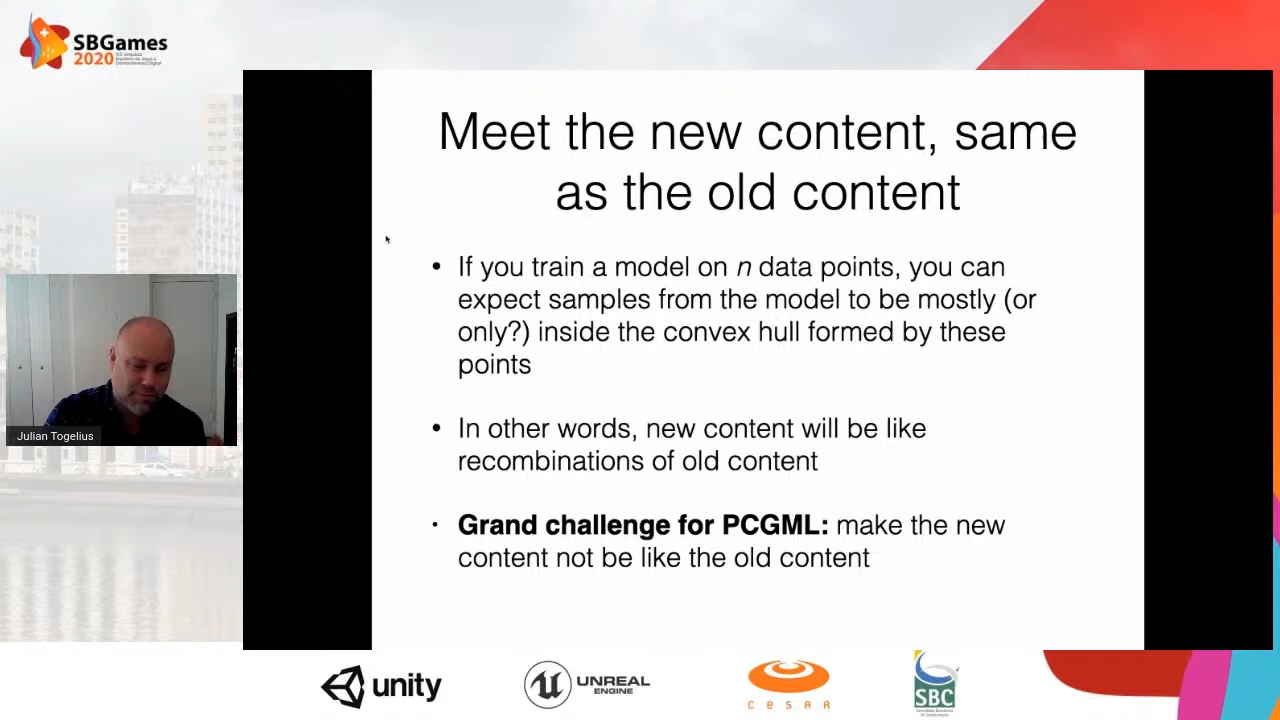 SBGames
2020
Meet the new content, same
as the old content
• If you train a model on n data points, you can
expect samples from the model to be mostly (or
only?) inside the convex hull formed by these
points
• In other words, new content will be like
recombinations of old content
• Grand challenge for PCGML: make the new
content not be like the old content
Julian Togelius
unity
UNREAL
ENGINE
CESAR
SBC